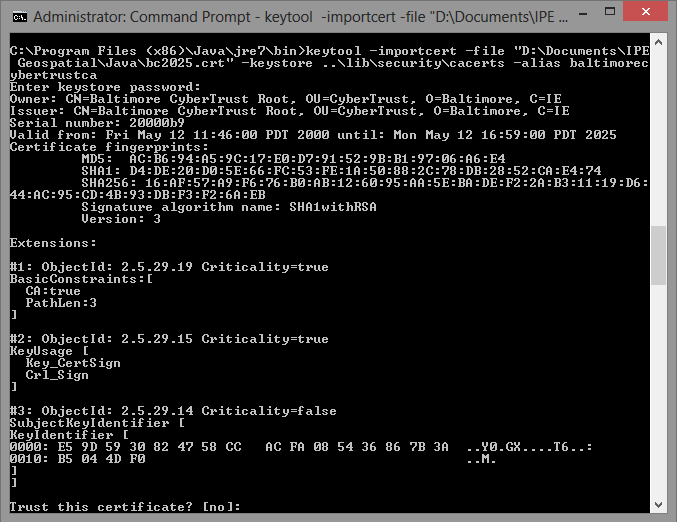 Administrator: Command Prompt - keytool  -importcert -file "D:\Documents\IPE ...
C:\Program Files (x86)\Java\jre7\bin>keytool -importcert -file "D:\Documents\IPE
 Geospatial\Java\bc2025.crt" -keystore ..\lib\security\cacerts -alias baltimorec
ybertrustca
Enter keystore password:
Owner: CN=Baltimore CyberTrust Root, OU=CyberTrust, O=Baltimore, C=IE
Issuer: CN=Baltimore CyberTrust Root, OU=CyberTrust, O=Baltimore, C=IE
Serial number: 20000b9
Valid from: Fri May 12 11:46:00 PDT 2000 until: Mon May 12 16:59:00 PDT 2025
Certificate fingerprints:
         MD5:  AC:B6:94:A5:9C:17:E0:D7:91:52:9B:B1:97:06:A6:E4
         SHA1: D4:DE:20:D0:5E:66:FC:53:FE:1A:50:88:2C:78:DB:28:52:CA:E4:74
         SHA256: 16:AF:57:A9:F6:76:B0:AB:12:60:95:AA:5E:BA:DE:F2:2A:B3:11:19:D6:
44:AC:95:CD:4B:93:DB:F3:F2:6A:EB
         Signature algorithm name: SHA1withRSA
         Version: 3
Extensions:
#1: ObjectId: 2.5.29.19 Criticality=true
BasicConstraints:[
  CA:true
  PathLen:3
]
#2: ObjectId: 2.5.29.15 Criticality=true
KeyUsage [
  Key_CertSign
  Crl_Sign
]
#3: ObjectId: 2.5.29.14 Criticality=false
SubjectKeyIdentifier [
KeyIdentifier [
0000: E5 9D 59 30 82 47 58 CC   AC FA 08 54 36 86 7B 3A  ..Y0.GX....T6..:
0010: B5 04 4D F0                                        ..M.
]
]
Trust this certificate? [no]: